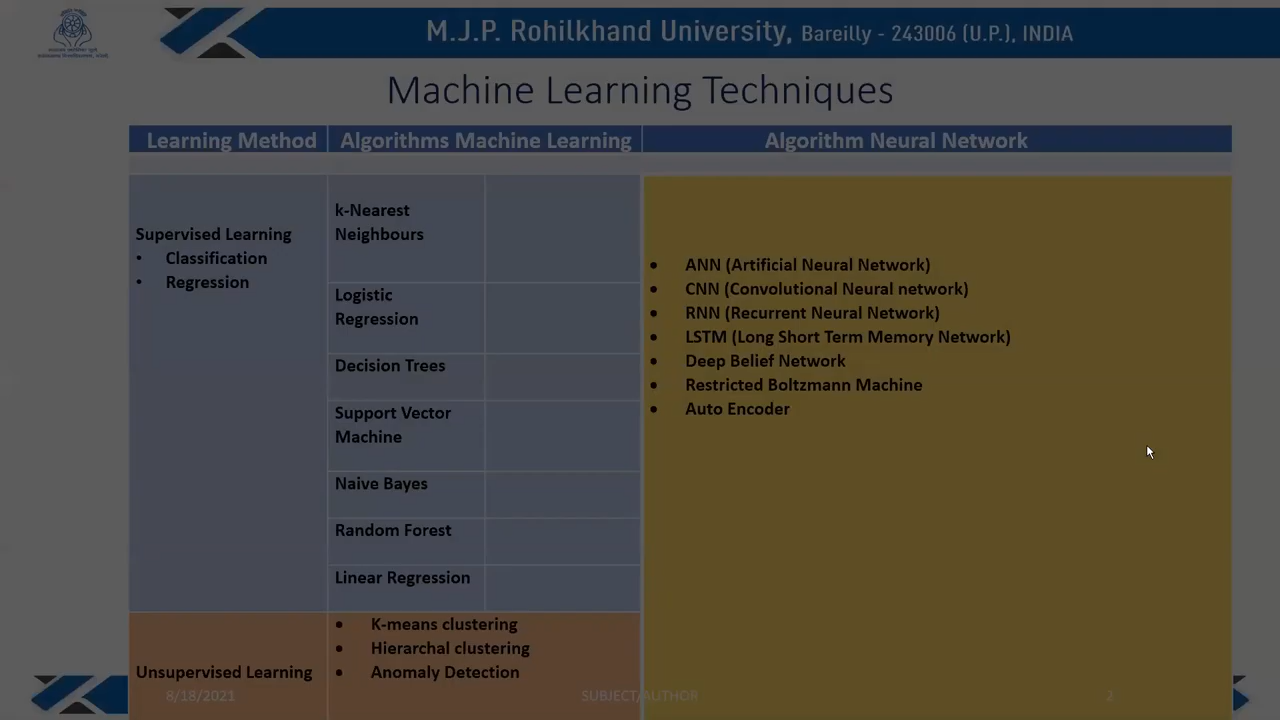 M.J.P. Rohilkhand University, Bareilly - 243006 (U.P.), INDIA
Machine Learning Techniques
Learning Method
Algorithms Machine Learning
Algorithm Neural Network
Supervised Learning
• Classification
• Regression
k-Nearest
Neighbours
Logistic
Regression
Decision Trees
Support Vector
Machine
Naive Bayes
Random Forest
Linear Regression
• ANN (Artificial Neural Network)
• CNN (Convolutional Neural network)
• RNN (Recurrent Neural Network)
• LSTM (Long Short Term Memory Network)
• Deep Belief Network
• Restricted Boltzmann Machine
• Auto Encoder
Unsupervised Learning
• K-means clustering
• Hierarchal clustering
• Anomaly Detection
8/18/2021
SUBJECT/AUTHOR
2